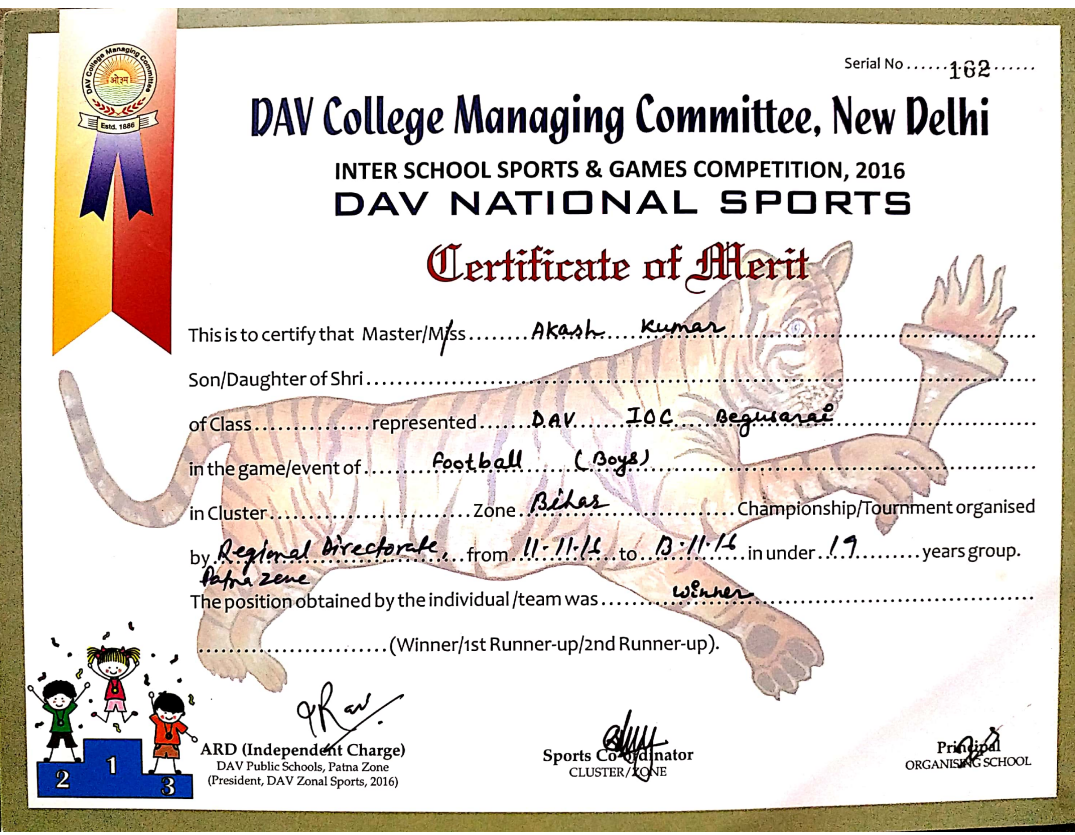 DAV College Managing Committee
ओ३म्
Estd. 1886
Serial No ......162......
DAV College Managing Committee, New Delhi
INTER SCHOOL SPORTS & GAMES COMPETITION, 2016
DAV NATIONAL SPORTS
Certificate of Merit
This is to certify that Master/Miss........Akash Kumar........
Son/Daughter of Shri........
of Class................represented........DAV IOC Begusarai........
in the game/event of........Football (Boys)........
in Cluster........Zone Bihar........Championship/Tournment organised
by Regional Directorate, from 11-11-16 to 13-11-16 in under 19 years group.
Patna Zone
The position obtained by the individual /team was........winner........
........(Winner/1st Runner-up/2nd Runner-up).
ARD (Independent Charge)
DAV Public Schools, Patna Zone
(President, DAV Zonal Sports, 2016)
Sports Co-ordinator
CLUSTER/ZONE
Principal
ORGANISING SCHOOL
2 1 3